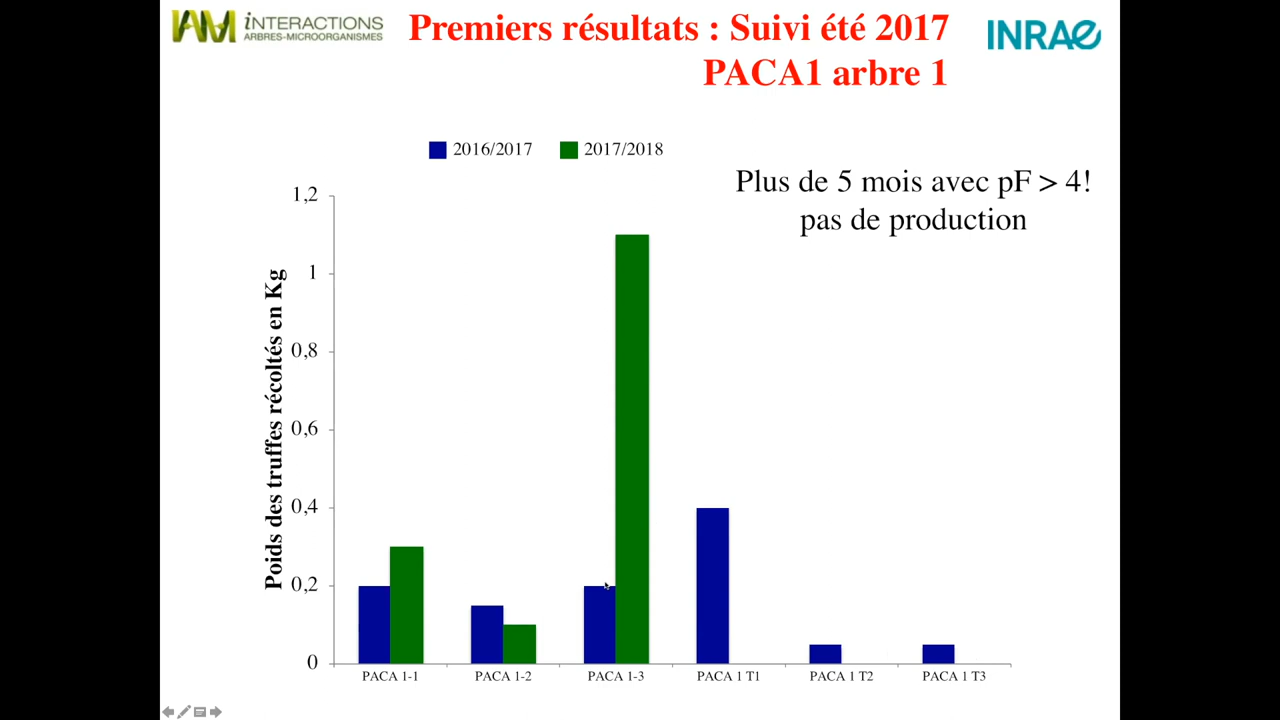 IAM iNTERACTIONS
ARBRES-MICROORGANISMES
Premiers résultats : Suivi été 2017
PACA1 arbre 1
INRAE
2016/2017
2017/2018
Plus de 5 mois avec pF > 4!
pas de production
Poids des truffes récoltés en Kg
1,2
1
0,8
0,6
0,4
0,2
0
PACA 1-1
PACA 1-2
PACA 1-3
PACA 1 T1
PACA 1 T2
PACA 1 T3